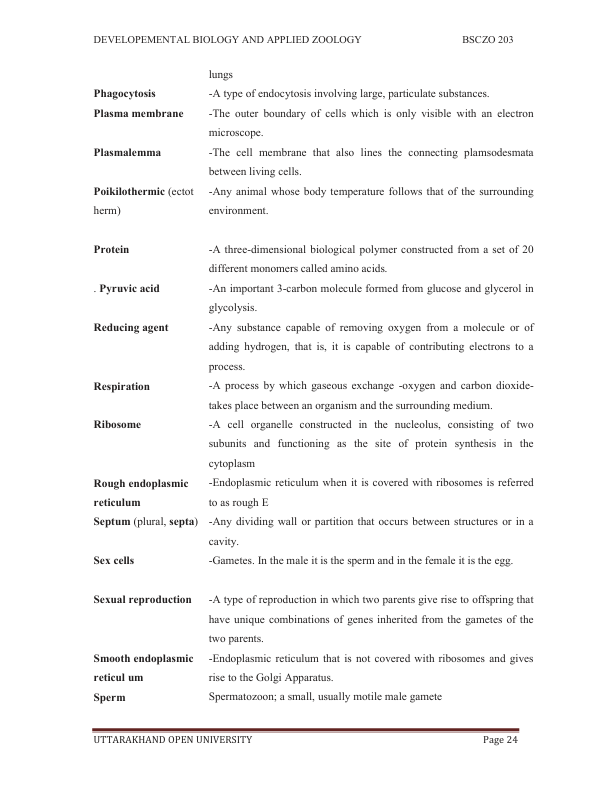 DEVELOPEMENTAL BIOLOGY AND APPLIED ZOOLOGY BSCZO 203
lungs
Phagocytosis -A type of endocytosis involving large, particulate substances.
Plasma membrane -The outer boundary of cells which is only visible with an electron
microscope.
Plasmalemma -The cell membrane that also lines the connecting plamsodesmata
between living cells.
Poikilothermic (ectot -Any animal whose body temperature follows that of the surrounding
herm) environment.
Protein -A three-dimensional biological polymer constructed from a set of 20
different monomers called amino acids.
. Pyruvic acid -An important 3-carbon molecule formed from glucose and glycerol in
glycolysis.
Reducing agent -Any substance capable of removing oxygen from a molecule or of
adding hydrogen, that is, it is capable of contributing electrons to a
process.
Respiration -A process by which gaseous exchange -oxygen and carbon dioxide-
takes place between an organism and the surrounding medium.
Ribosome -A cell organelle constructed in the nucleolus, consisting of two
subunits and functioning as the site of protein synthesis in the
cytoplasm
Rough endoplasmic -Endoplasmic reticulum when it is covered with ribosomes is referred
reticulum to as rough E
Septum (plural, septa) -Any dividing wall or partition that occurs between structures or in a
cavity.
Sex cells -Gametes. In the male it is the sperm and in the female it is the egg.
Sexual reproduction -A type of reproduction in which two parents give rise to offspring that
have unique combinations of genes inherited from the gametes of the
two parents.
Smooth endoplasmic -Endoplasmic reticulum that is not covered with ribosomes and gives
reticul um rise to the Golgi Apparatus.
Sperm Spermatozoon; a small, usually motile male gamete
UTTARAKHAND OPEN UNIVERSITY Page 24